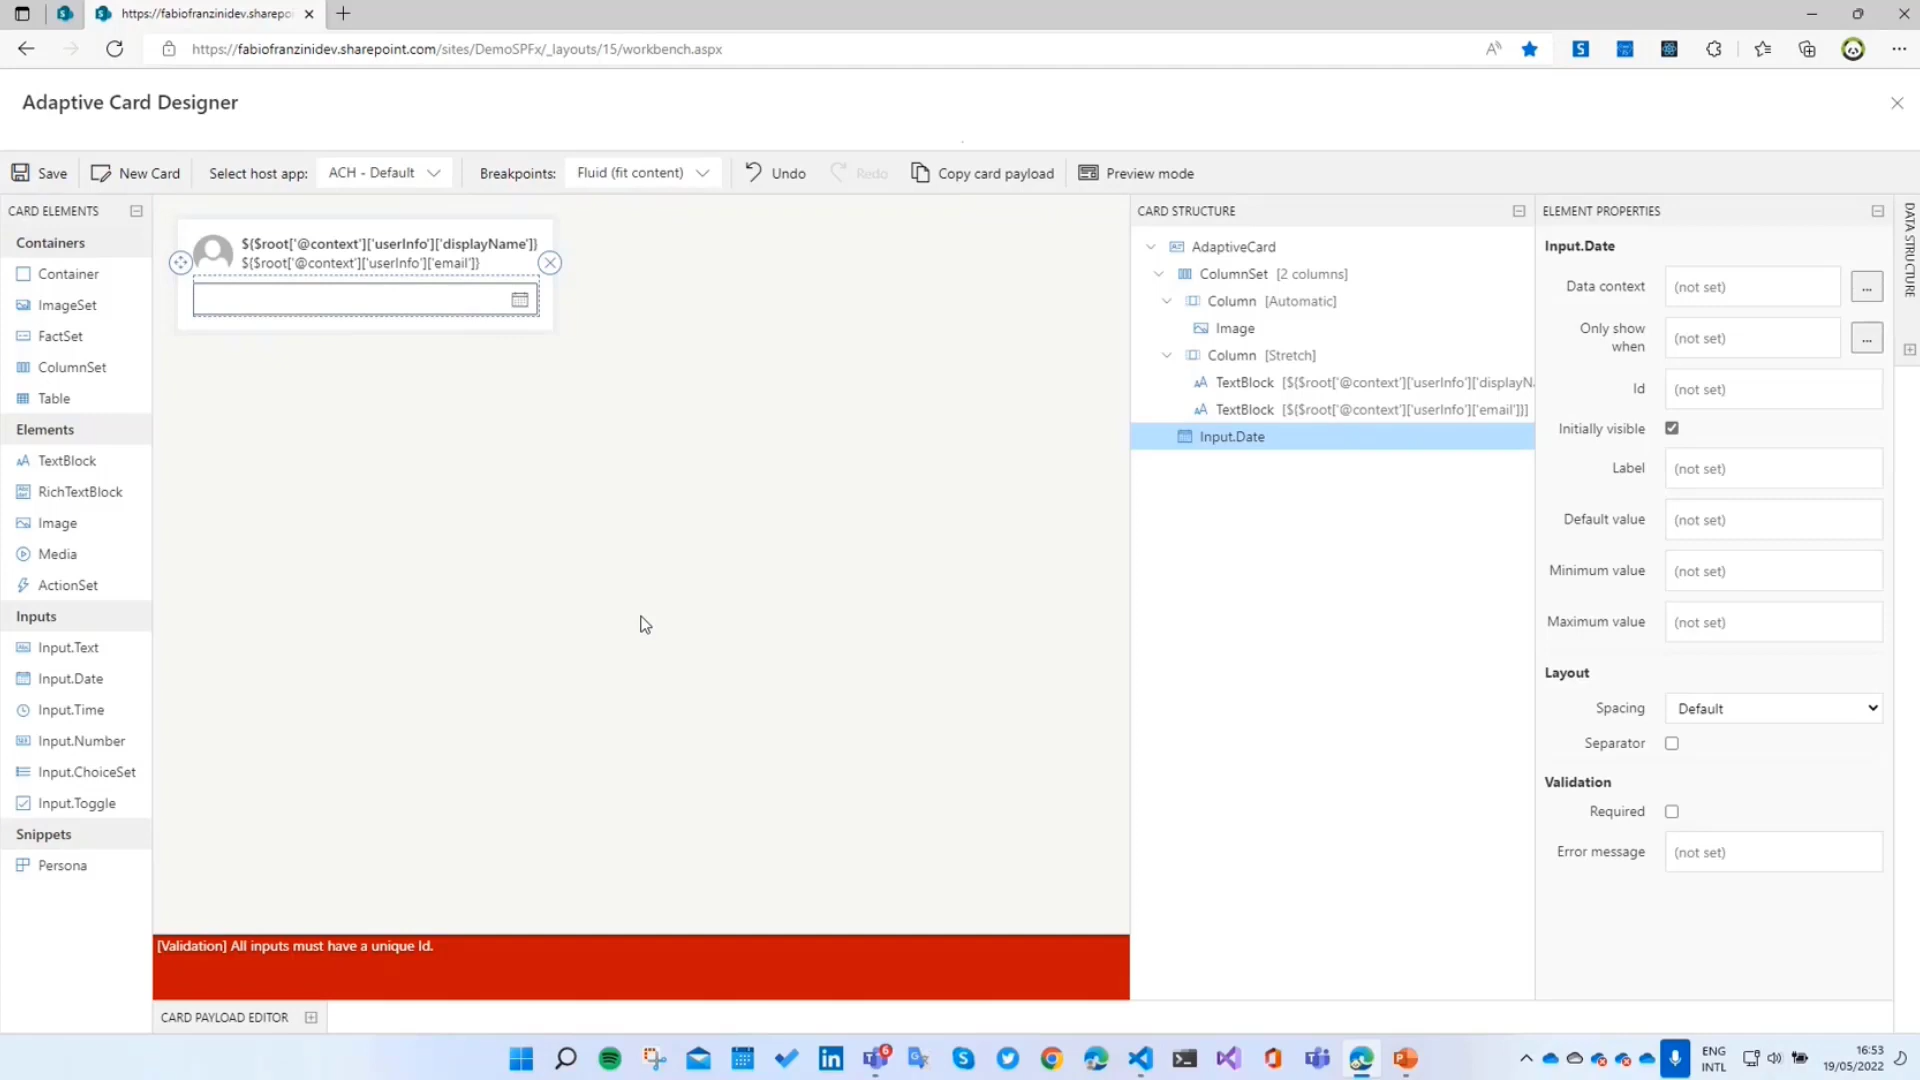 https://fabiofranzinidev.sharepo
https://fabiofranzinidev.sharepoint.com/sites/DemoSPFx/_layouts/15/workbench.aspx
Adaptive Card Designer
Save
New Card
Select host app:
ACH - Default
Breakpoints:
Fluid (fit content)
Undo
Redo
Copy card payload
Preview mode
CARD ELEMENTS
Containers
Container
ImageSet
FactSet
ColumnSet
Table
Elements
TextBlock
RichTextBlock
Image
Media
ActionSet
Inputs
Input.Text
Input.Date
Input.Time
Input.Number
Input.ChoiceSet
Input.Toggle
Snippets
Persona
${$root['@context']['userInfo']['displayName']}
${$root['@context']['userInfo']['email']}
[Validation] All inputs must have a unique Id.
CARD PAYLOAD EDITOR
CARD STRUCTURE
AdaptiveCard
ColumnSet [2 columns]
Column [Automatic]
Image
Column [Stretch]
TextBlock [${$root['@context']['userInfo']['displayN
TextBlock [${$root['@context']['userInfo']['email']}]
Input.Date
ELEMENT PROPERTIES
Input.Date
Data context (not set) ...
Only show when (not set) ...
Id (not set)
Initially visible
Label (not set)
Default value (not set)
Minimum value (not set)
Maximum value (not set)
Layout
Spacing Default
Separator
Validation
Required
Error message (not set)
DATA STRUCTURE
6
ENG
INTL
16:53
19/05/2022